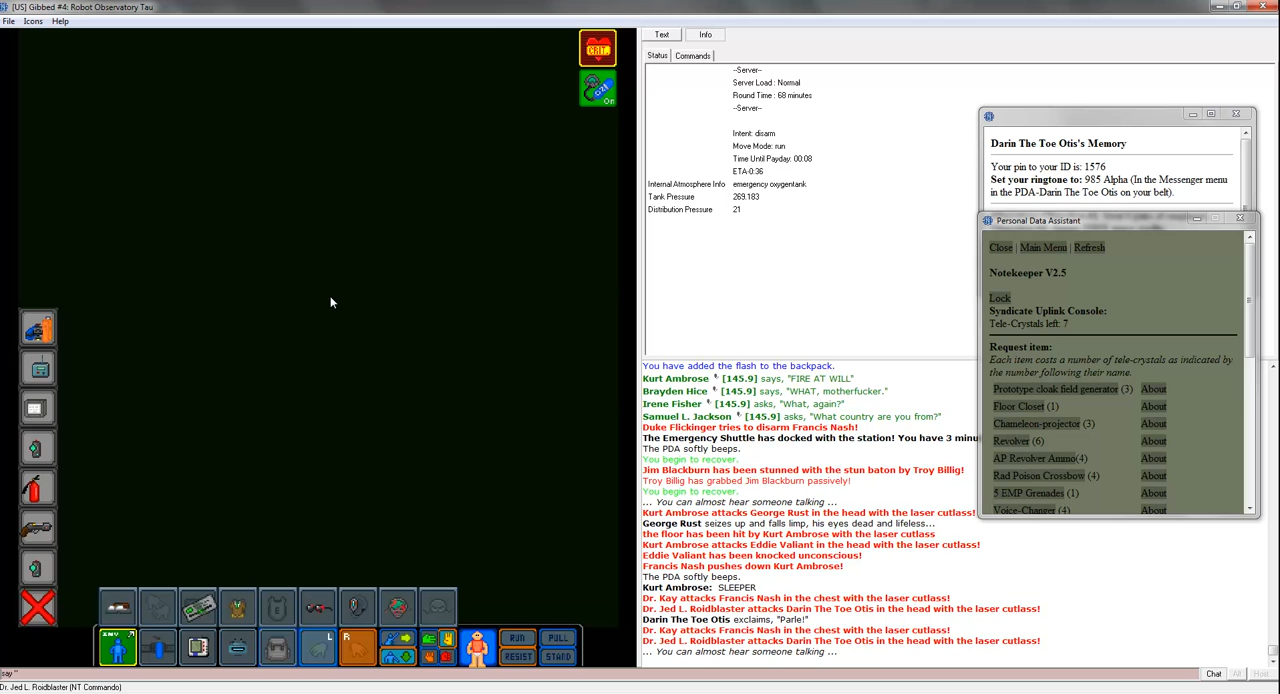 [US] Gibbed #4: Robot Observatory Tau
File Icons Help
CRIT.
On
Text Info
Status Commands
--Server--
Server Load : Normal
Round Time : 68 minutes
--Server--
Intent: disarm
Move Mode: run
Time Until Payday: 00:08
ETA-0:36
Internal Atmosphere Info emergency oxygentank
Tank Pressure 269.183
Distribution Pressure 21
Darin The Toe Otis's Memory
Your pin to your ID is: 1576
Set your ringtone to: 985 Alpha (In the Messenger menu
in the PDA-Darin The Toe Otis on your belt).
Personal Data Assistant
Close | Main Menu | Refresh
Notekeeper V2.5
Lock
Syndicate Uplink Console:
Tele-Crystals left: 7
Request item:
Each item costs a number of tele-crystals as indicated by
the number following their name.
Prototype cloak field generator (3) About
Floor Closet (1) About
Chameleon-projector (3) About
Revolver (6) About
AP Revolver Ammo(4) About
Rad Poison Crossbow (4) About
5 EMP Grenades (1) About
Voice-Changer (4) About
You have added the flash to the backpack.
Kurt Ambrose [145.9] says, "FIRE AT WILL"
Brayden Hice [145.9] says, "WHAT, motherfucker."
Irene Fisher [145.9] asks, "What, again?"
Samuel L. Jackson [145.9] asks, "What country are you from?"
Duke Flickinger tries to disarm Francis Nash!
The Emergency Shuttle has docked with the station! You have 3 minu
The PDA softly beeps.
You begin to recover.
Jim Blackburn has been stunned with the stun baton by Troy Billig!
Troy Billig has grabbed Jim Blackburn passively!
You begin to recover.
... You can almost hear someone talking ...
Kurt Ambrose attacks George Rust in the head with the laser cutlass!
George Rust seizes up and falls limp, his eyes dead and lifeless...
the floor has been hit by Kurt Ambrose with the laser cutlass
Kurt Ambrose attacks Eddie Valiant in the head with the laser cutlass!
Eddie Valiant has been knocked unconscious!
Francis Nash pushes down Kurt Ambrose!
The PDA softly beeps.
Kurt Ambrose: SLEEPER
Dr. Kay attacks Francis Nash in the chest with the laser cutlass!
Dr. Jed L. Roidblaster attacks Darin The Toe Otis in the head with the laser cutlass!
Darin The Toe Otis exclaims, "Parle!"
Dr. Kay attacks Francis Nash in the chest with the laser cutlass!
Dr. Jed L. Roidblaster attacks Darin The Toe Otis in the head with the laser cutlass!
... You can almost hear someone talking ...
INV L R RUN PULL
RESIST STAND
say " Chat Alt Host
Dr. Jed L. Roidblaster (NT Commando)